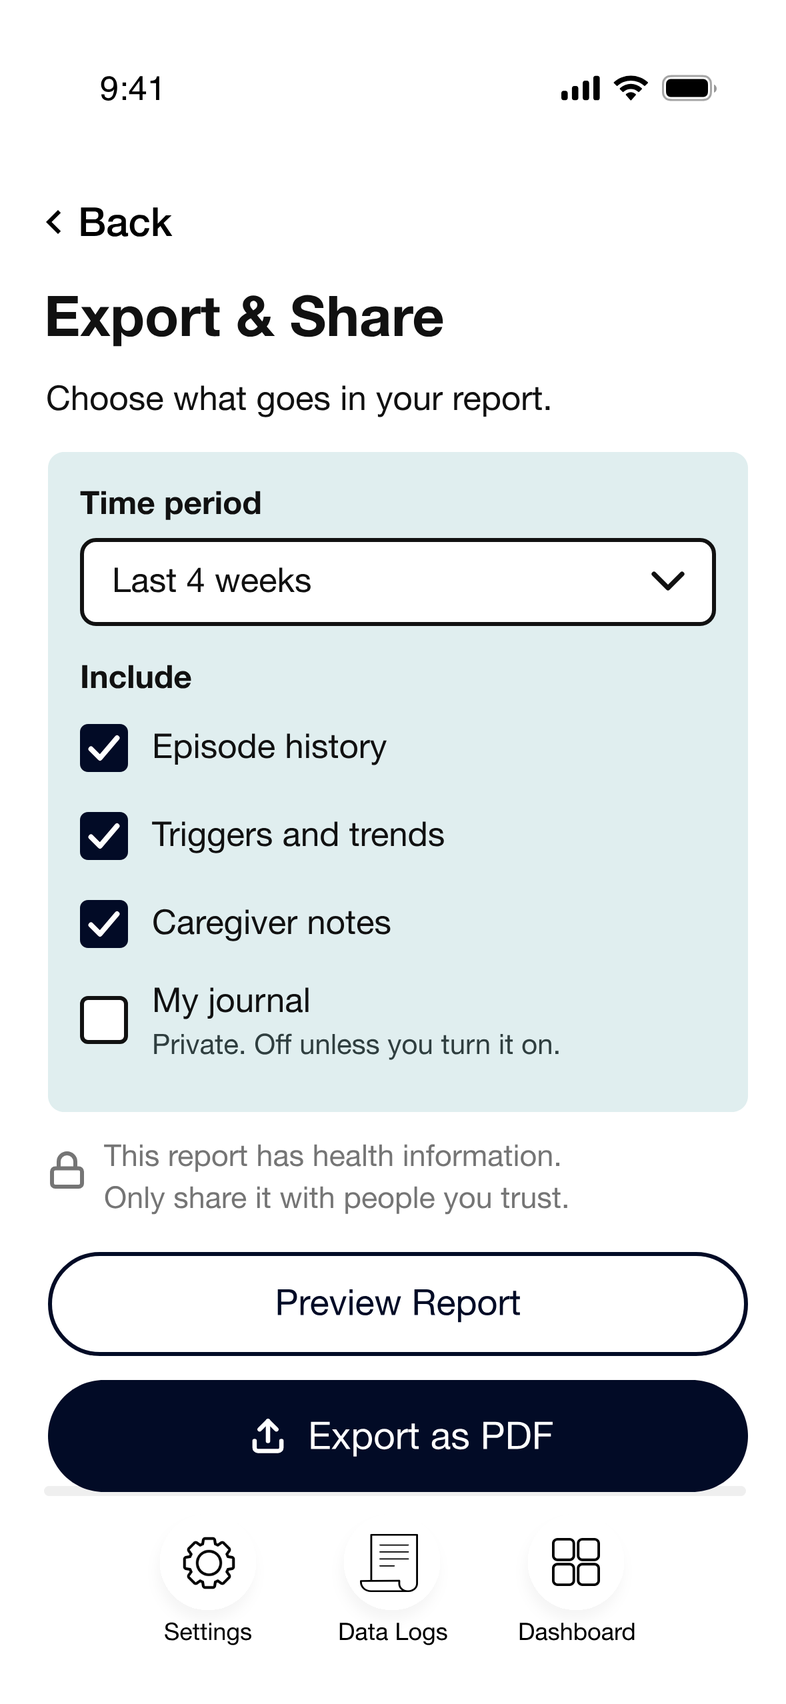 9:41
Back
Export & Share
Choose what goes in your report.
Time period
Last 4 weeks
Include
Episode history
Triggers and trends
Caregiver notes
My journal
Private. Off unless you turn it on.
This report has health information.
Only share it with people you trust.
Preview Report
Export as PDF
Settings
Data Logs
Dashboard